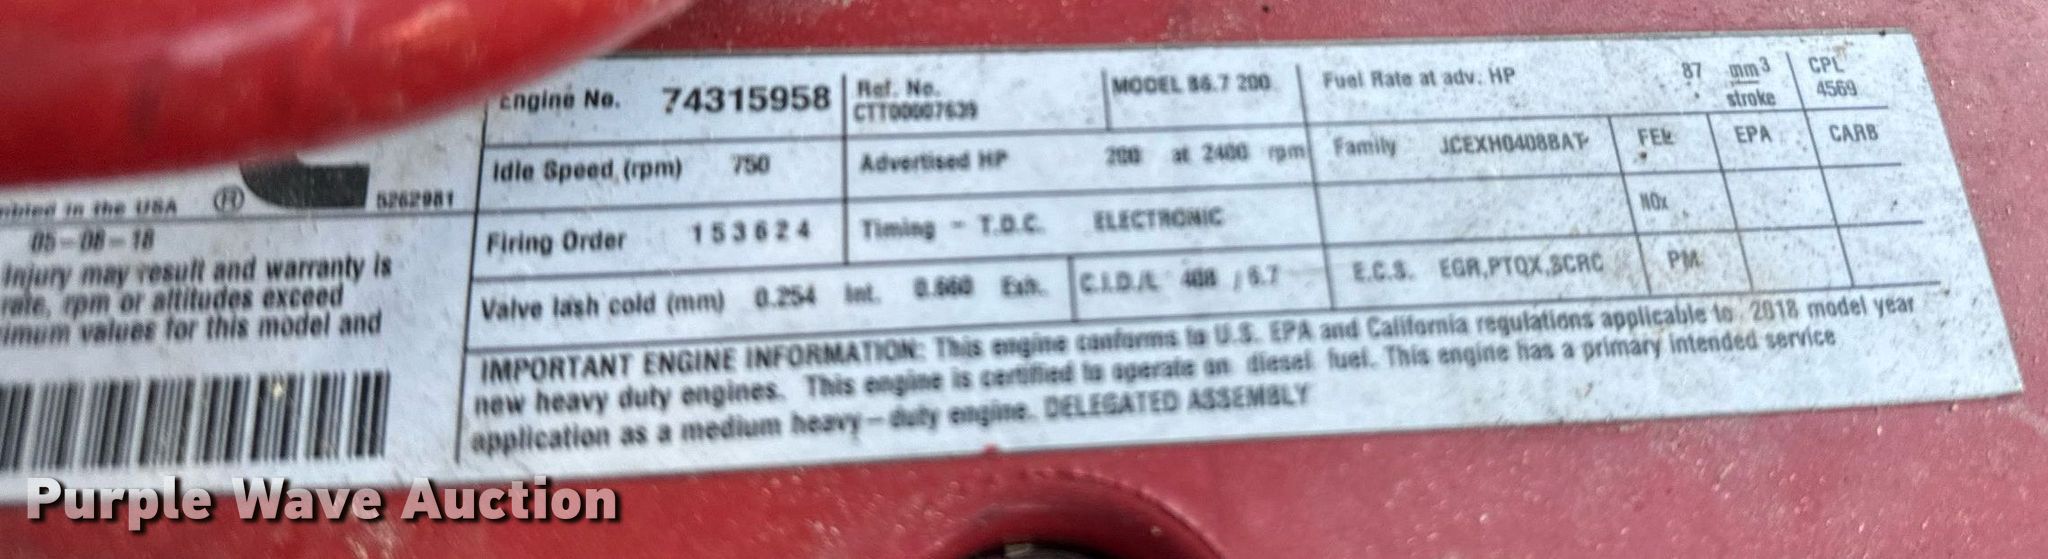 Engine No. 74315958 Ref. No. CTT00007639 MODEL B6.7 200 Fuel Rate at adv. HP 87 mm3 stroke CPL 4569
Idle Speed (rpm) 750 Advertised HP 200 at 2400 rpm Family JCEXH0408BAT FEL EPA CARB
5262981
bled in the USA
05-08-18
Firing Order 1 5 3 6 2 4 Timing - T.D.C. ELECTRONIC NOx
Valve lash cold (mm) 0.254 Int. 0.660 Exh. C.I.D./L 408 / 6.7 E.C.S. EGR,PTOX,SCRC PM
Injury may result and warranty is
rate, rpm or altitudes exceed
imum values for this model and
IMPORTANT ENGINE INFORMATION: This engine conforms to U.S. EPA and California regulations applicable to 2018 model year
new heavy duty engines. This engine is certified to operate on diesel fuel. This engine has a primary intended service
application as a medium heavy-duty engine. DELEGATED ASSEMBLY
Purple Wave Auction